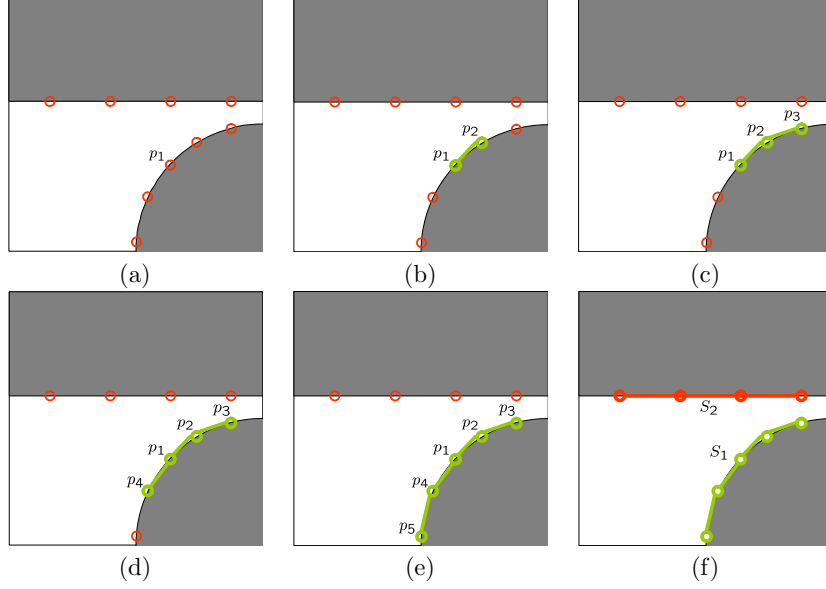 p1
(a)
p1 p2
(b)
p1 p2 p3
(c)
p4 p1 p2 p3
(d)
p5 p4 p1 p2 p3
(e)
S2
S1
(f)